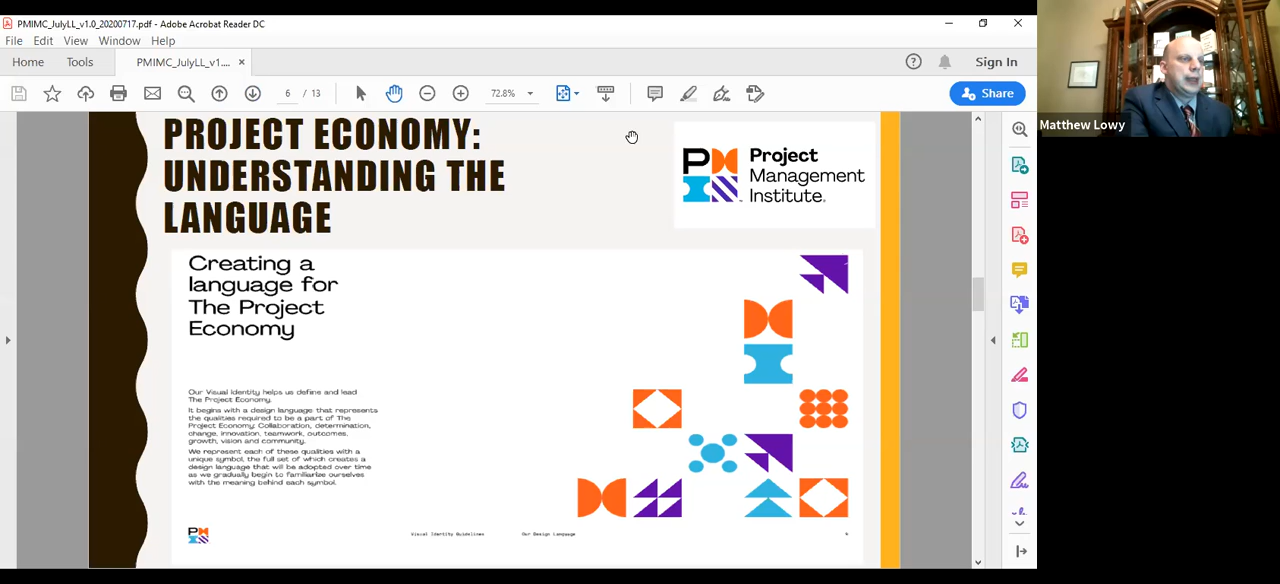 PMIMC_JulyLL_v1.0_20200717.pdf - Adobe Acrobat Reader DC
File Edit View Window Help
Home Tools PMIMC_JulyLL_v1.... × Sign In
6 / 13 72.8% Share
Matthew Lowy
PROJECT ECONOMY:
UNDERSTANDING THE
LANGUAGE
Project
Management
Institute.
Creating a
language for
The Project
Economy
Our Visual Identity helps us define and lead
The Project Economy.
It begins with a design language that represents
the qualities required to be a part of The
Project Economy: Collaboration, determination,
change, innovation, teamwork, outcomes,
growth, vision and community.
We represent each of these qualities with a
unique symbol, the full set of which creates a
design language that will be adopted over time
as we gradually begin to familiarize ourselves
with the meaning behind each symbol.
Visual Identity Guidelines Our Design Language